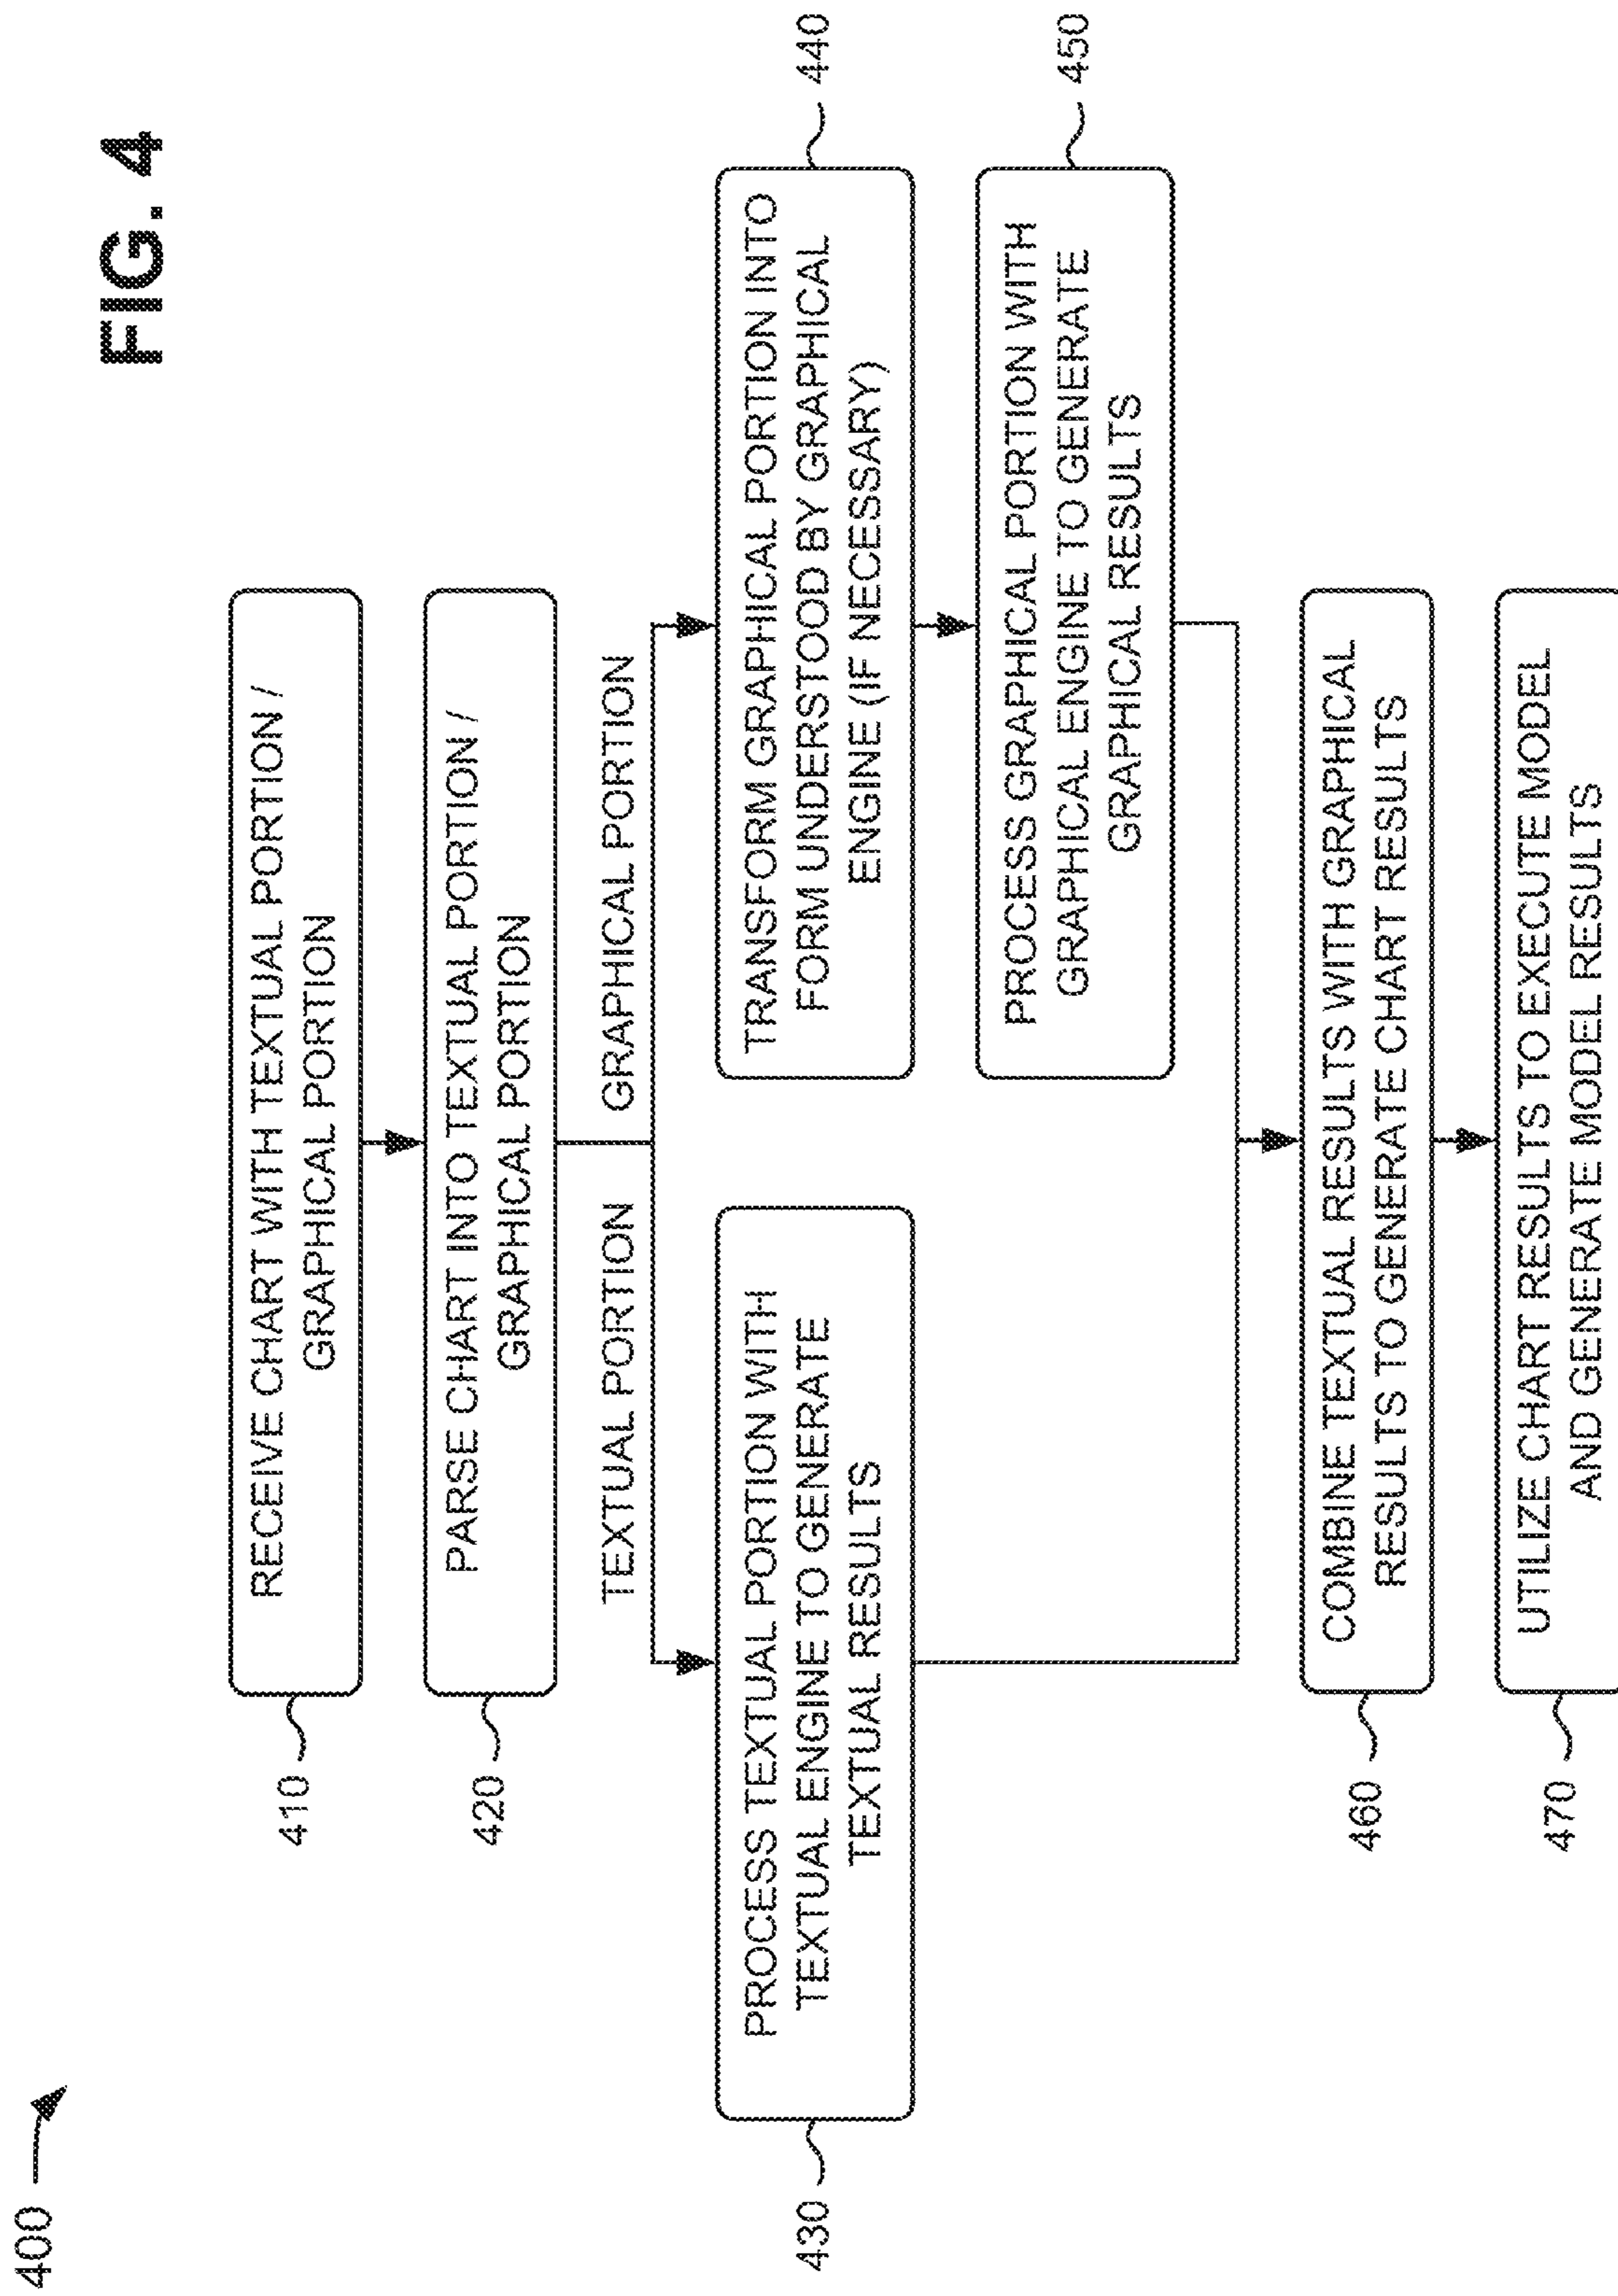 400
FIG. 4
410
RECEIVE CHART WITH TEXTUAL PORTION /
GRAPHICAL PORTION
420
PARSE CHART INTO TEXTUAL PORTION /
GRAPHICAL PORTION
TEXTUAL PORTION
GRAPHICAL PORTION
430
PROCESS TEXTUAL PORTION WITH
TEXTUAL ENGINE TO GENERATE
TEXTUAL RESULTS
TRANSFORM GRAPHICAL PORTION INTO
FORM UNDERSTOOD BY GRAPHICAL
ENGINE (IF NECESSARY)
440
PROCESS GRAPHICAL PORTION WITH
GRAPHICAL ENGINE TO GENERATE
GRAPHICAL RESULTS
450
460
COMBINE TEXTUAL RESULTS WITH GRAPHICAL
RESULTS TO GENERATE CHART RESULTS
470
UTILIZE CHART RESULTS TO EXECUTE MODEL
AND GENERATE MODEL RESULTS